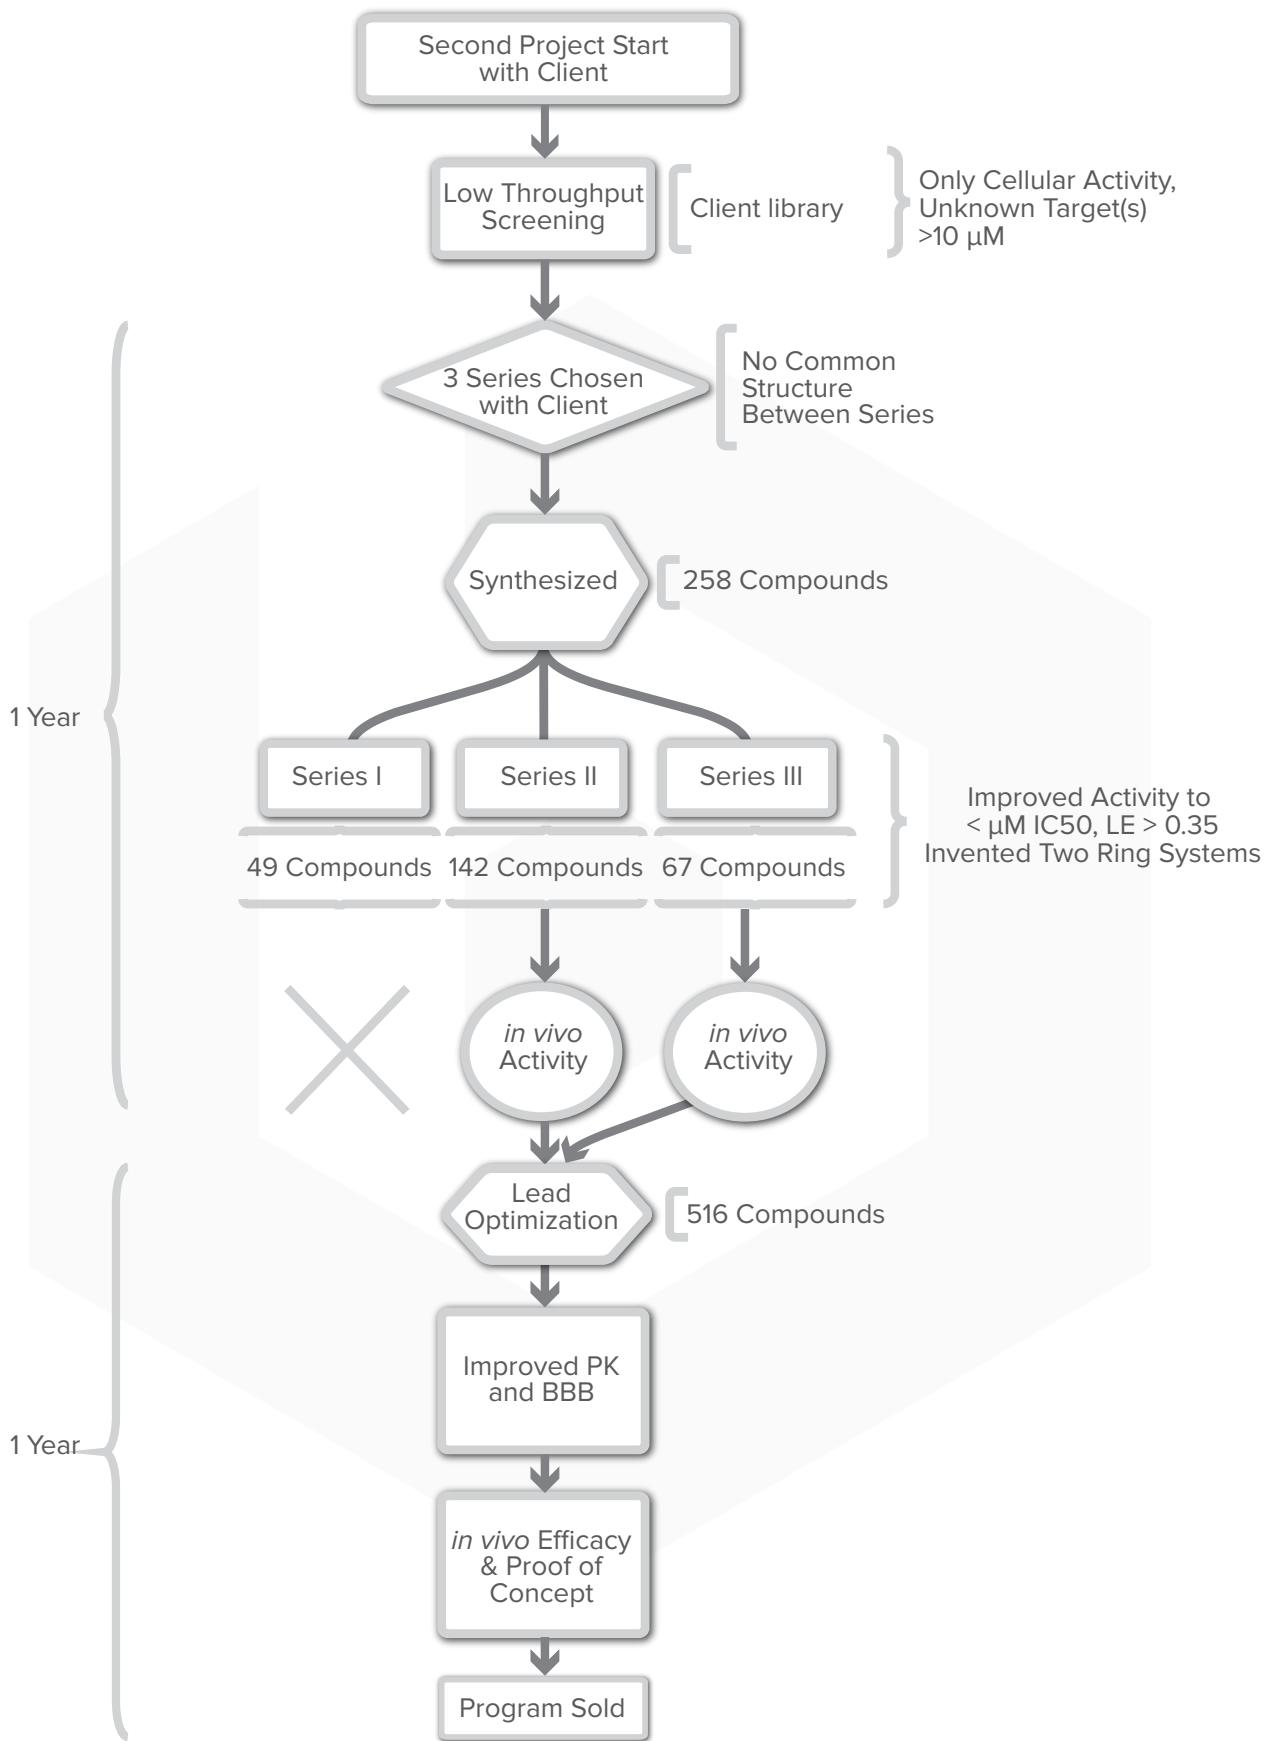 Second Project Start
with Client
Low Throughput
Screening
Client library
Only Cellular Activity,
Unknown Target(s)
>10 µM
3 Series Chosen
with Client
No Common
Structure
Between Series
Synthesized
258 Compounds
1 Year
Series I
Series II
Series III
49 Compounds
142 Compounds
67 Compounds
Improved Activity to
< µM IC50, LE > 0.35
Invented Two Ring Systems
in vivo
Activity
in vivo
Activity
Lead
Optimization
516 Compounds
1 Year
Improved PK
and BBB
in vivo Efficacy
& Proof of
Concept
Program Sold